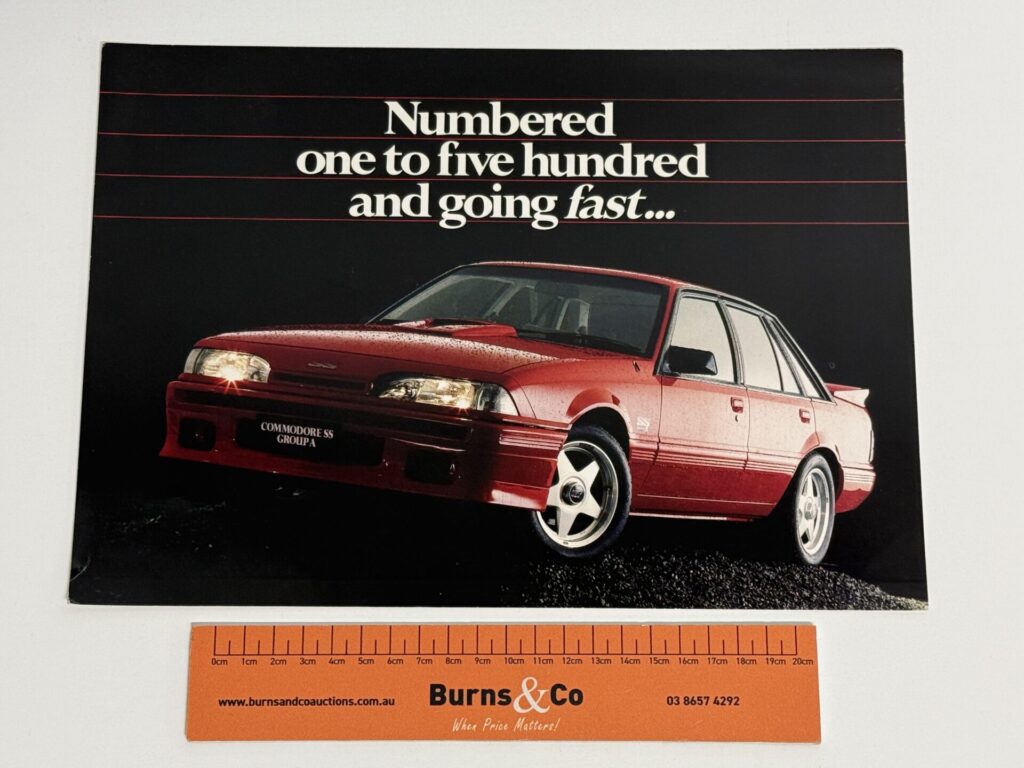 Numbered
one to five hundred
and going fast...
COMMODORE SS
GROUP A
0cm 1cm 2cm 3cm 4cm 5cm 6cm 7cm 8cm 9cm 10cm 11cm 12cm 13cm 14cm 15cm 16cm 17cm 18cm 19cm 20cm
www.burnsandcoauctions.com.au Burns&Co 03 8657 4292
When Price Matters!